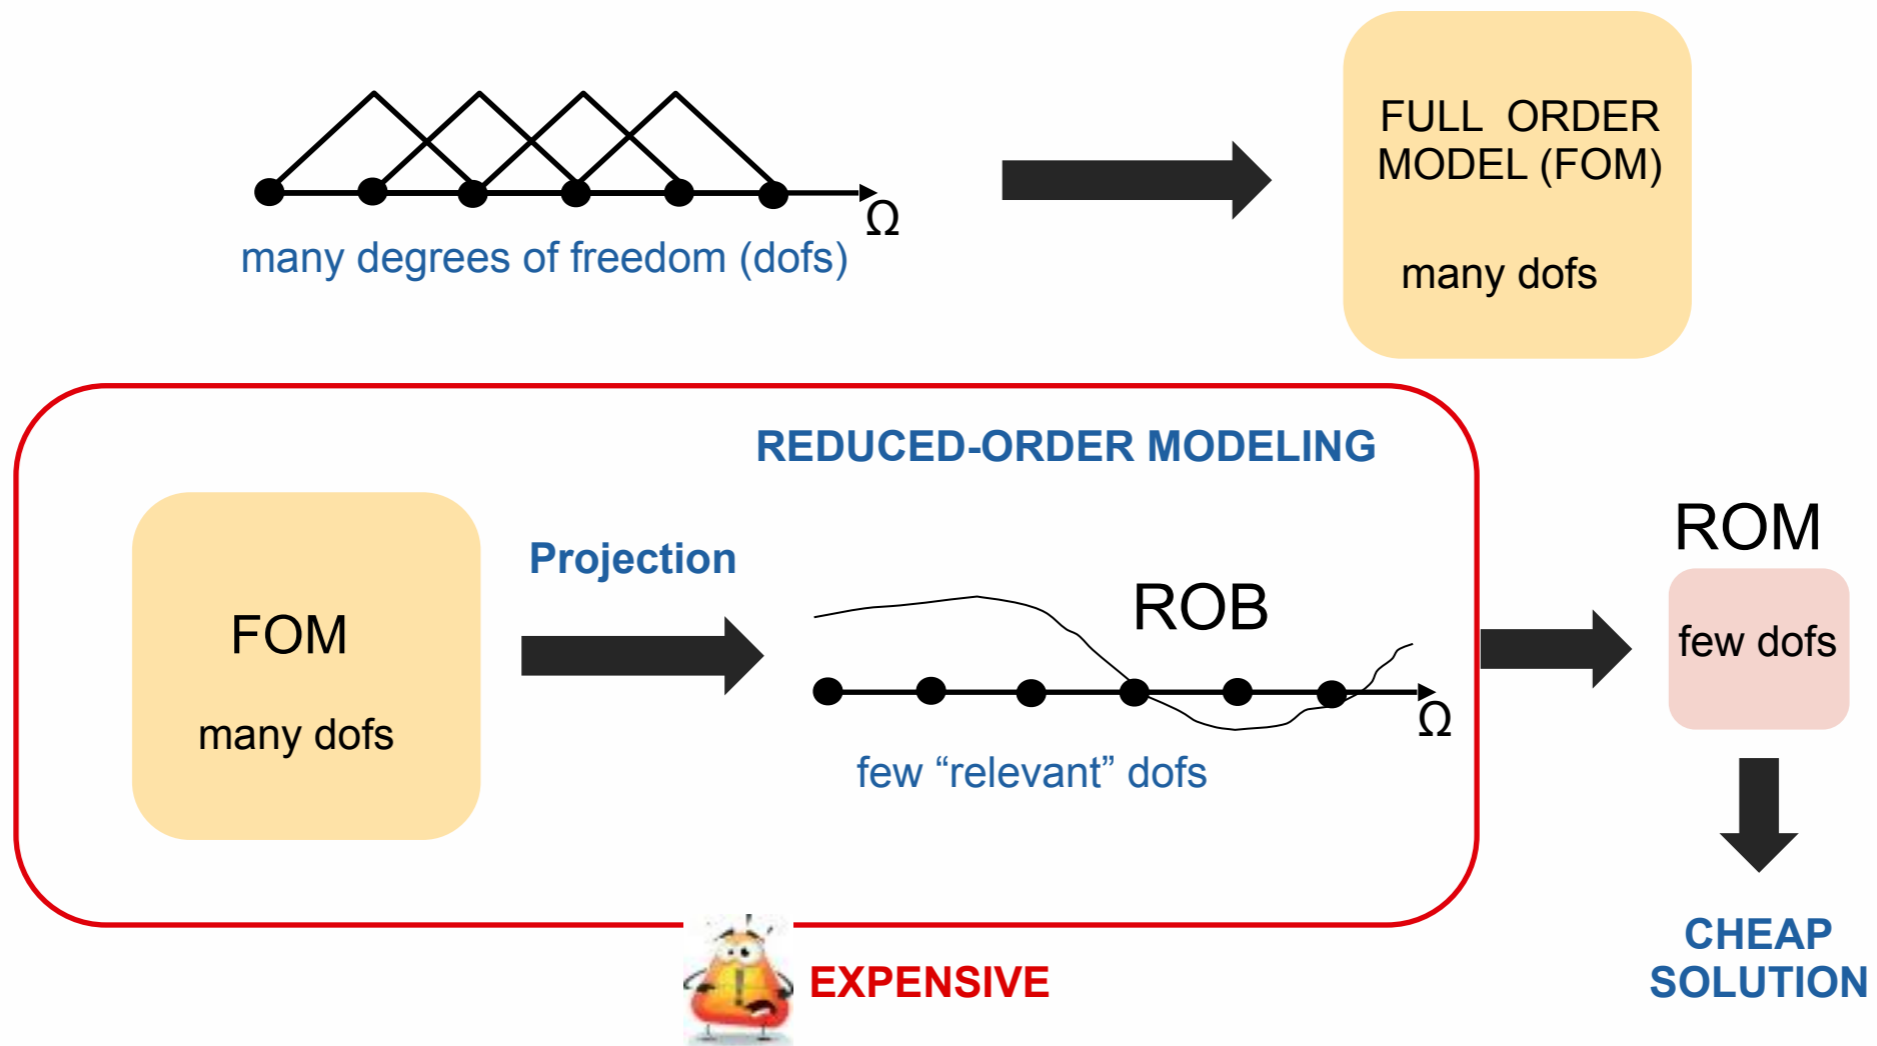 FULL ORDER
MODEL (FOM)
many dofs
Ω
many degrees of freedom (dofs)
REDUCED-ORDER MODELING
FOM
many dofs
Projection
ROB
Ω
few “relevant” dofs
ROM
few dofs
EXPENSIVE
CHEAP
SOLUTION